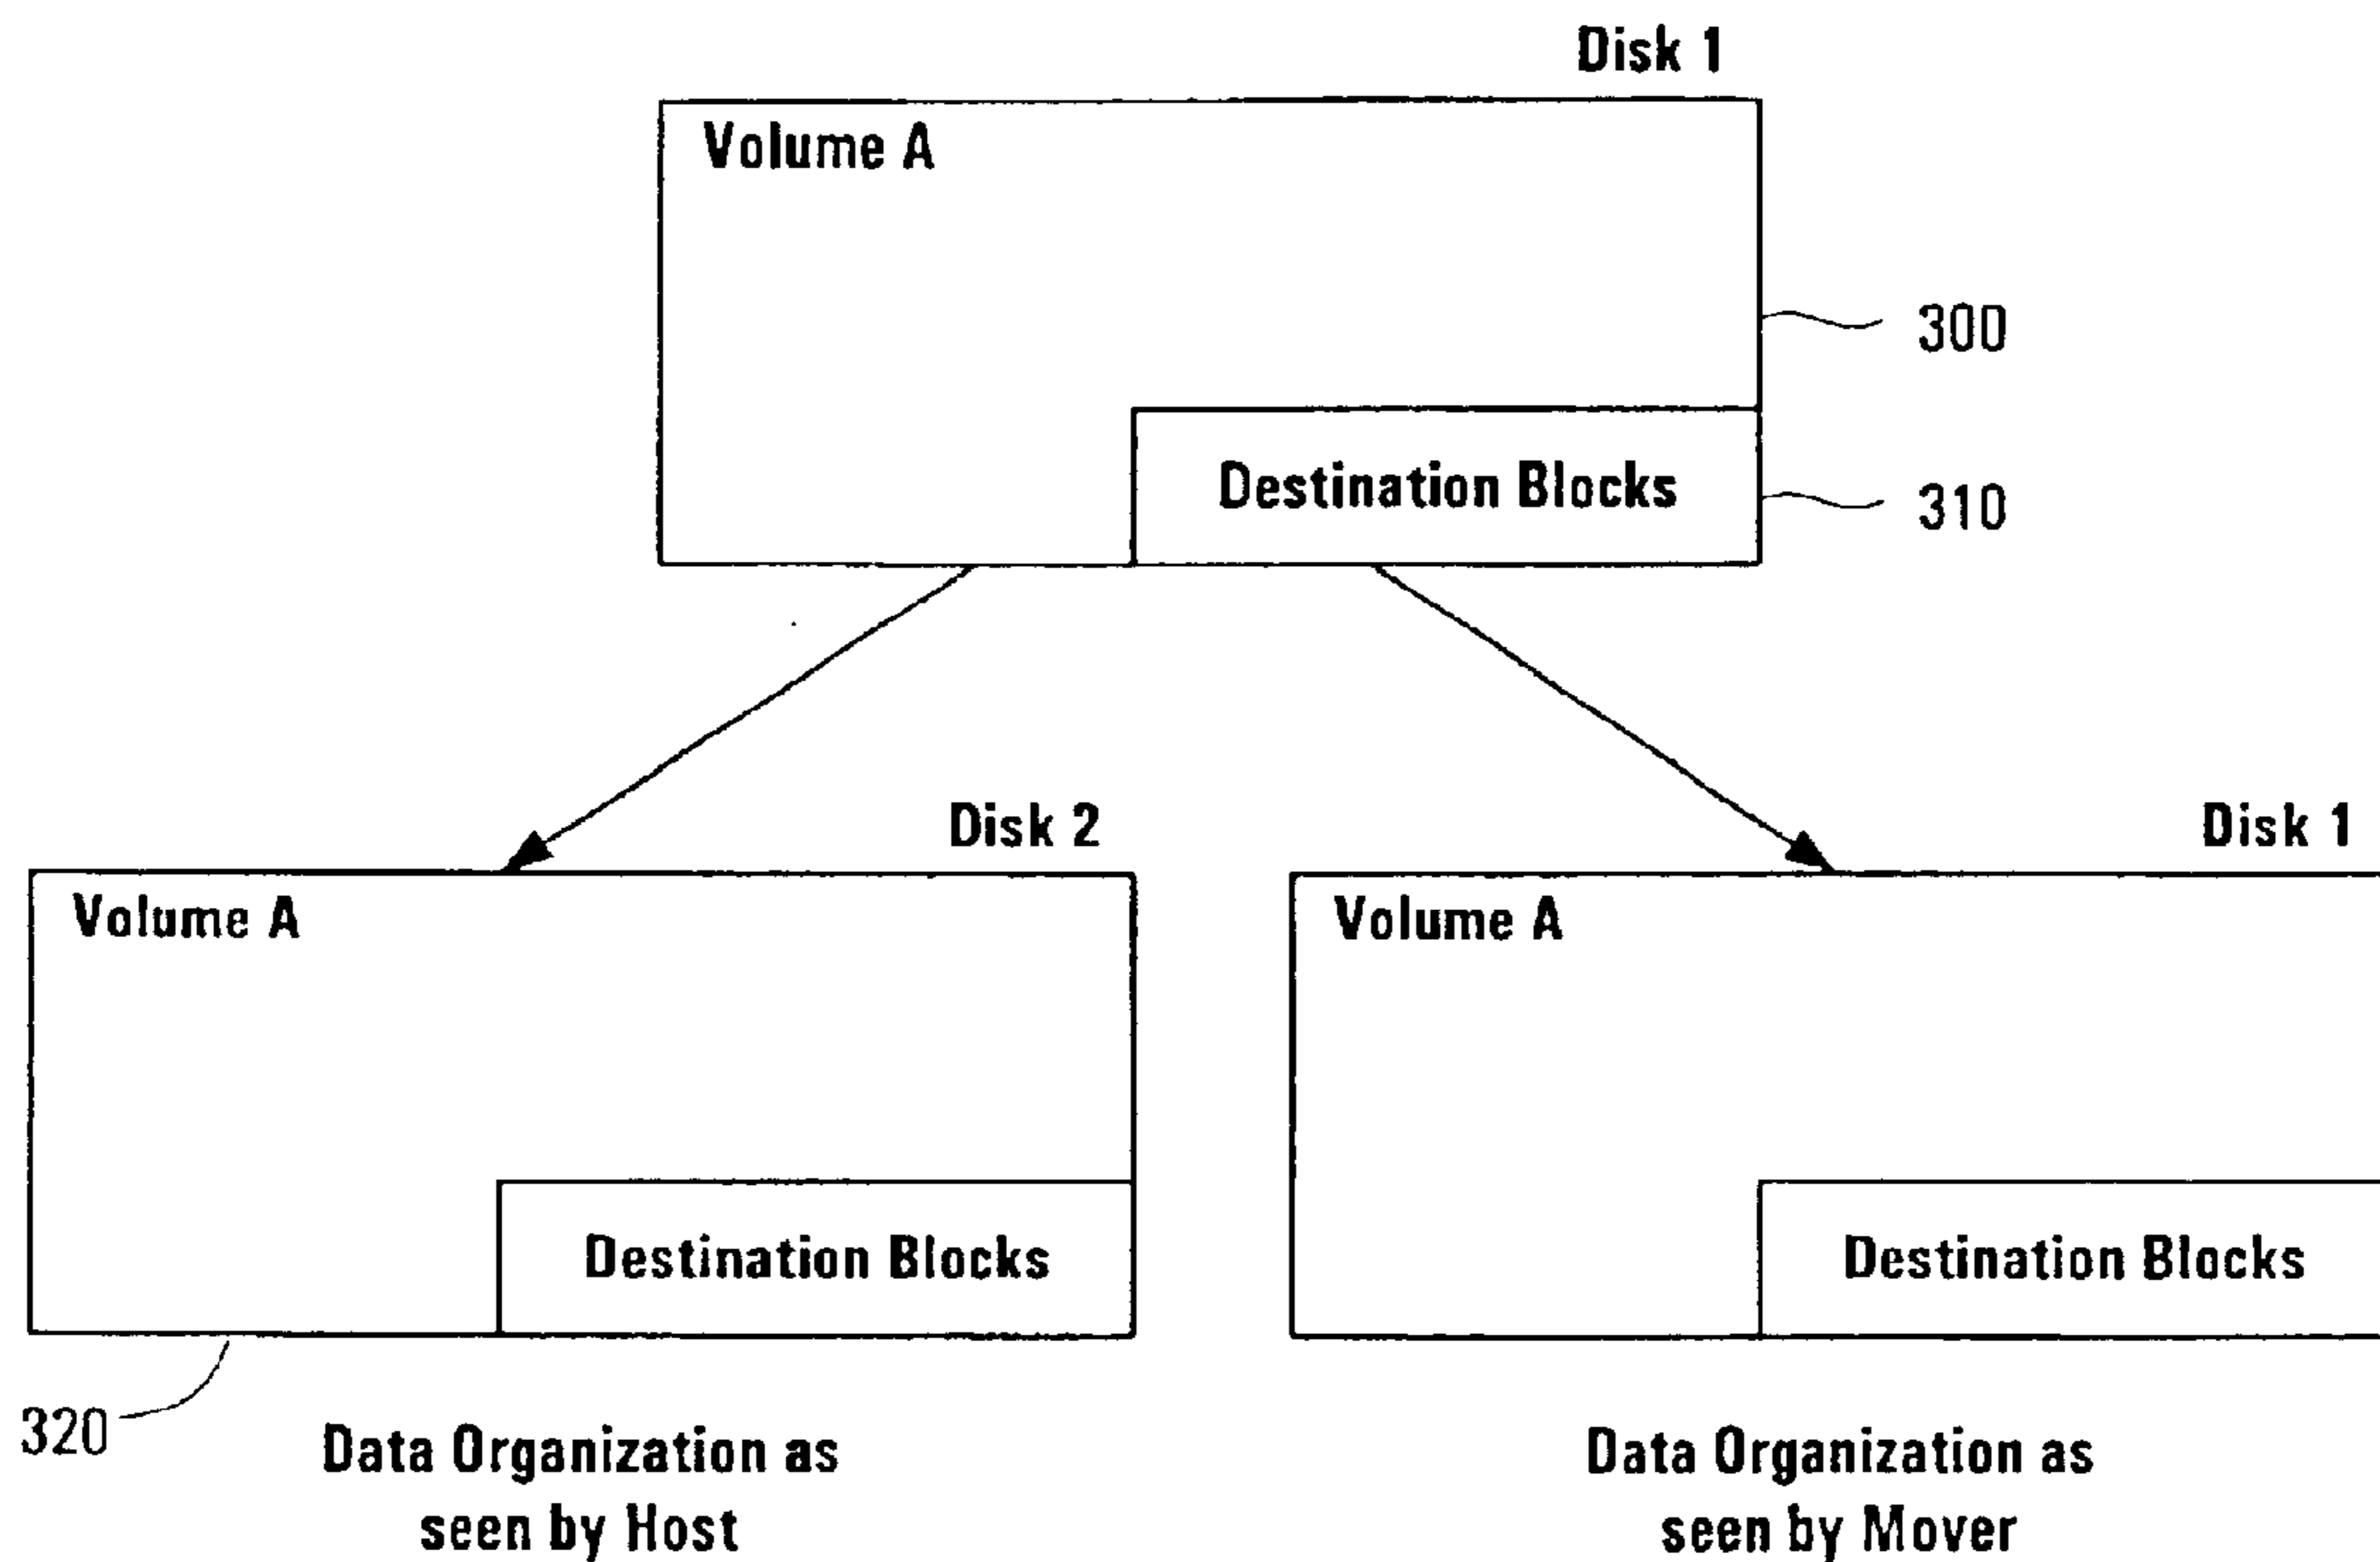 Disk 1
Volume A
300
Destination Blocks
310
Disk 2
Disk 1
Volume A
Volume A
Destination Blocks
Destination Blocks
320
Data Organization as
seen by Host
Data Organization as
seen by Mover